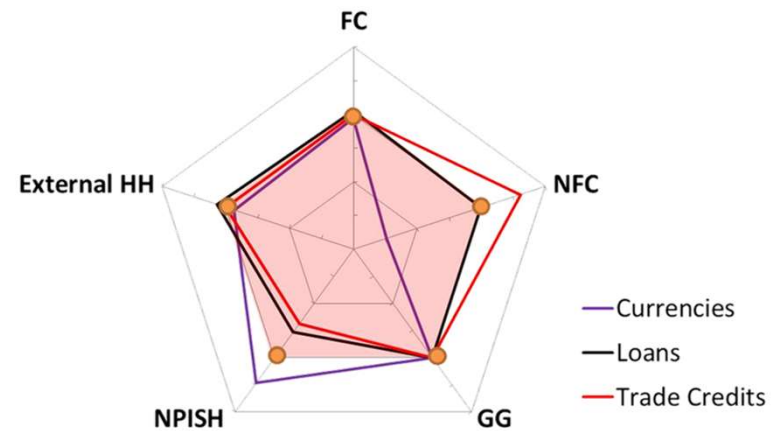 FC
External HH
NFC
Currencies
Loans
Trade Credits
NPISH
GG